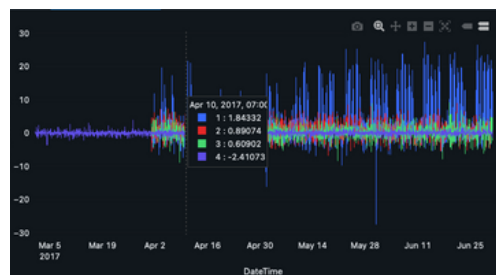 30
20
10
0
−10
−20
−30
Apr 10, 2017, 07:00
1 : 1.84332
2 : 0.89074
3 : 0.60902
4 : -2.41073
Mar 5 Mar 19 Apr 2 Apr 16 Apr 30 May 14 May 28 Jun 11 Jun 25
2017
DateTime